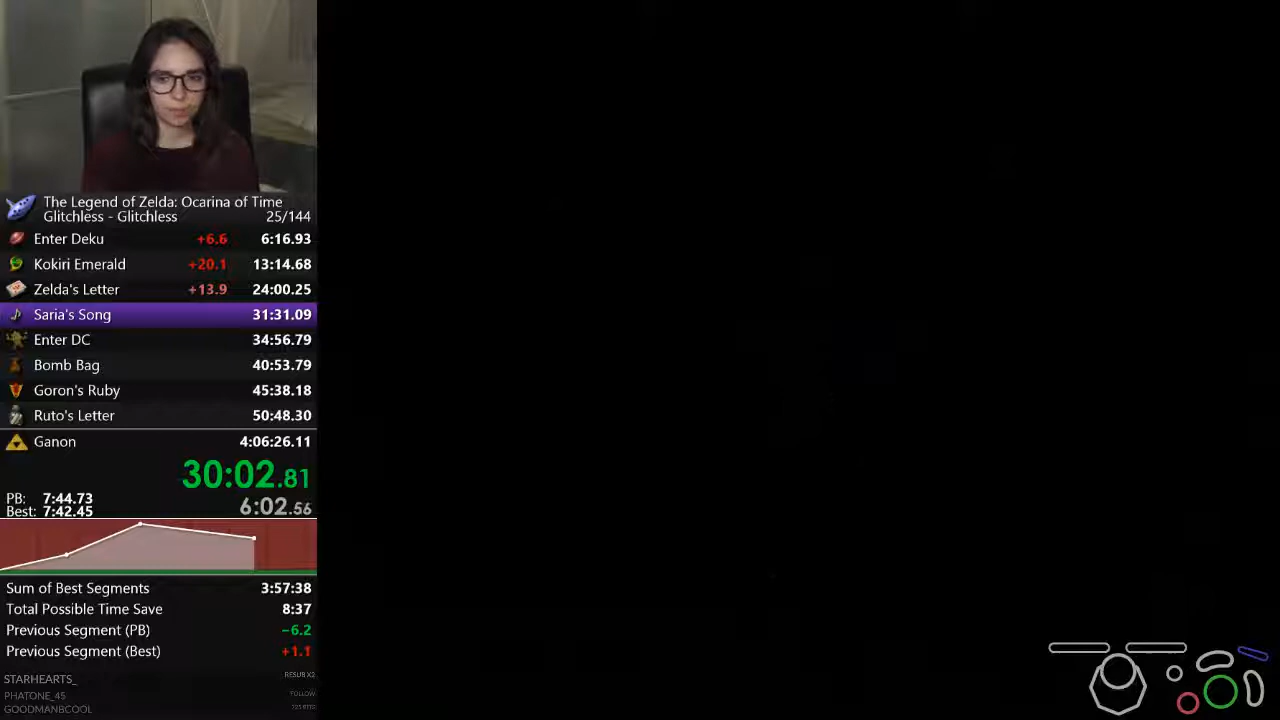 The Legend of Zelda: Ocarina of Time
Glitchless - Glitchless 25/144
Enter Deku +6.6 6:16.93
Kokiri Emerald +20.1 13:14.68
Zelda's Letter +13.9 24:00.25
Saria's Song 31:31.09
Enter DC 34:56.79
Bomb Bag 40:53.79
Goron's Ruby 45:38.18
Ruto's Letter 50:48.30
Ganon 4:06:26.11
30:02.81
PB: 7:44.73
Best: 7:42.45 6:02.56
Sum of Best Segments 3:57:38
Total Possible Time Save 8:37
Previous Segment (PB) −6.2
Previous Segment (Best) +1.1
STARHEARTS_ RESUB X2
PHATONE_45 FOLLOW
GOODMANBCOOL